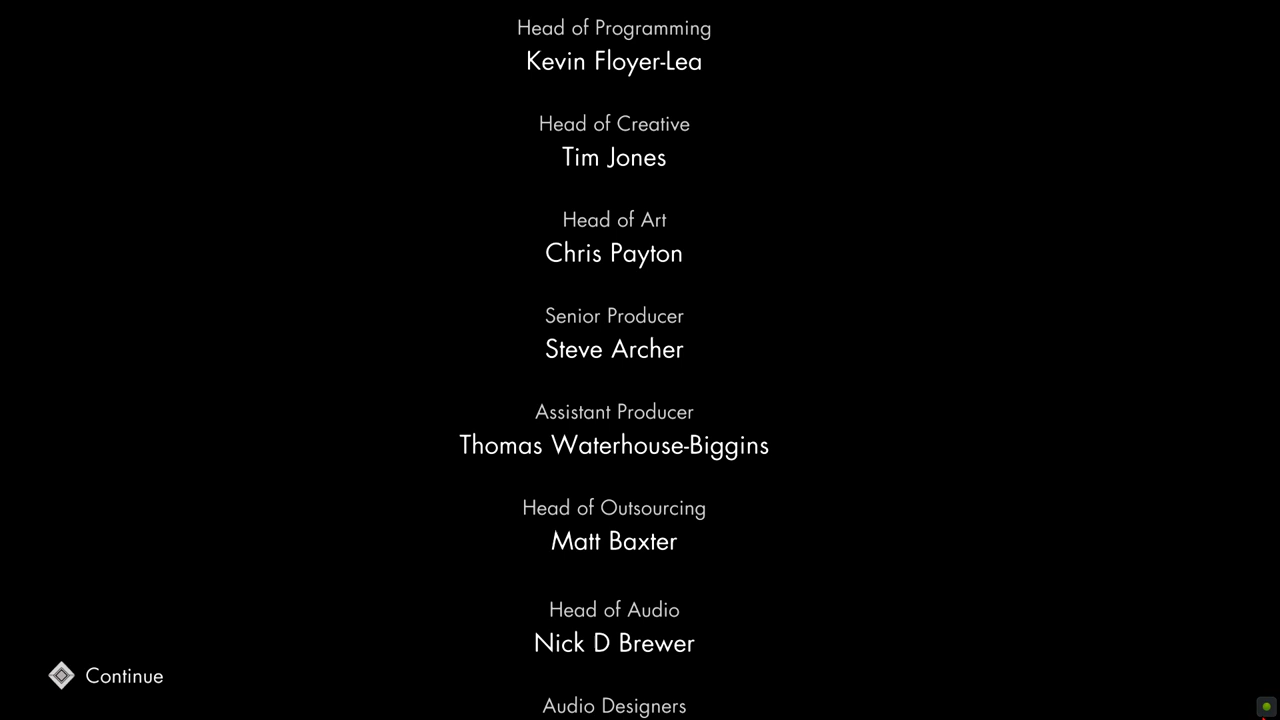 Head of Programming
Kevin Floyer-Lea
Head of Creative
Tim Jones
Head of Art
Chris Payton
Senior Producer
Steve Archer
Assistant Producer
Thomas Waterhouse-Biggins
Head of Outsourcing
Matt Baxter
Head of Audio
Nick D Brewer
Continue
Audio Designers